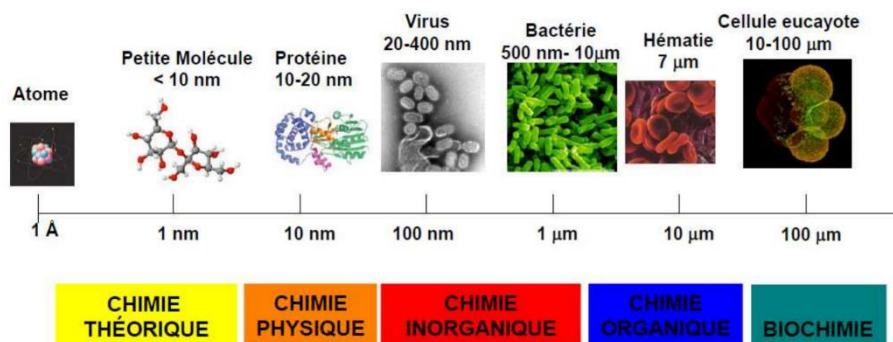 Atome
Petite Molécule
< 10 nm
Protéine
10-20 nm
Virus
20-400 nm
Bactérie
500 nm- 10μm
Hématie
7 μm
Cellule eucayote
10-100 μm
1 Å
1 nm
10 nm
100 nm
1 μm
10 μm
100 μm
CHIMIE
THÉORIQUE
CHIMIE
PHYSIQUE
CHIMIE
INORGANIQUE
CHIMIE
ORGANIQUE
BIOCHIMIE